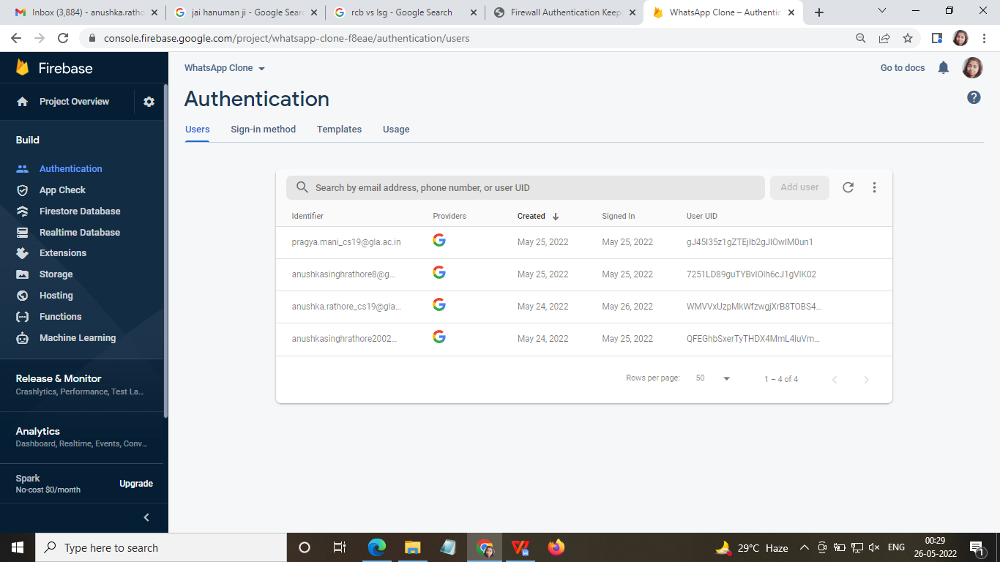 Inbox (3,884) - anushka.ratho
jai hanuman ji - Google Sear
rcb vs lsg - Google Search
Firewall Authentication Keep
WhatsApp Clone – Authentic
console.firebase.google.com/project/whatsapp-clone-f8eae/authentication/users
Firebase
WhatsApp Clone
Go to docs
Project Overview
Authentication
Users
Sign-in method
Templates
Usage
Build
Authentication
App Check
Firestore Database
Realtime Database
Extensions
Storage
Hosting
Functions
Machine Learning
Release & Monitor
Crashlytics, Performance, Test La...
Analytics
Dashboard, Realtime, Events, Conv...
Spark
No-cost $0/month
Upgrade
Search by email address, phone number, or user UID
Add user
Identifier Providers Created Signed In User UID
pragya.mani_cs19@gla.ac.in May 25, 2022 May 25, 2022 gJ45I35z1gZTEjIb2gJIOwIM0un1
anushkasinghrathore8@g... May 25, 2022 May 25, 2022 7251LD89guTYBvIOIh6cJ1gVIK02
anushka.rathore_cs19@gla... May 24, 2022 May 26, 2022 WMVVxUzpMkWfzwgjXrB8TOBS4...
anushkasinghrathore2002... May 24, 2022 May 25, 2022 QFEGhbSxerTyTHDX4MmL4IuVm...
Rows per page: 50 1 – 4 of 4
Type here to search
29°C Haze
ENG
00:29
26-05-2022
1